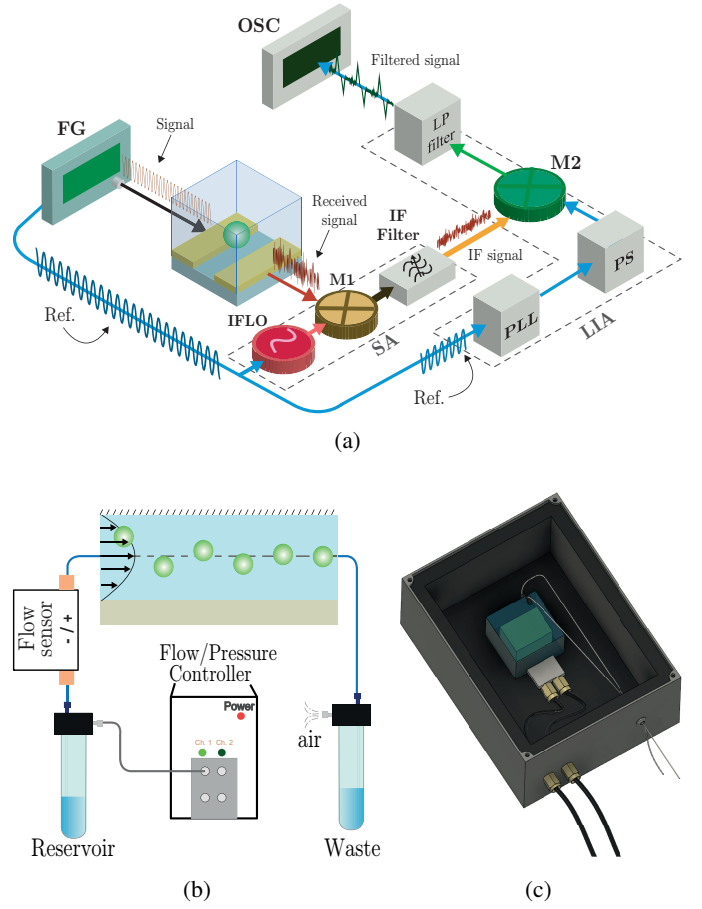 OSC
Filtered signal
FG
Signal
LP
filter
M2
Received
signal
IF
Filter
M1
IF signal
PS
IFLO
Ref.
SA
PLL
LIA
Ref.
(a)
Flow
sensor
- / +
Flow/Pressure
Controller
Power
Ch. 1 Ch. 2
air
Reservoir
Waste
(b)
(c)